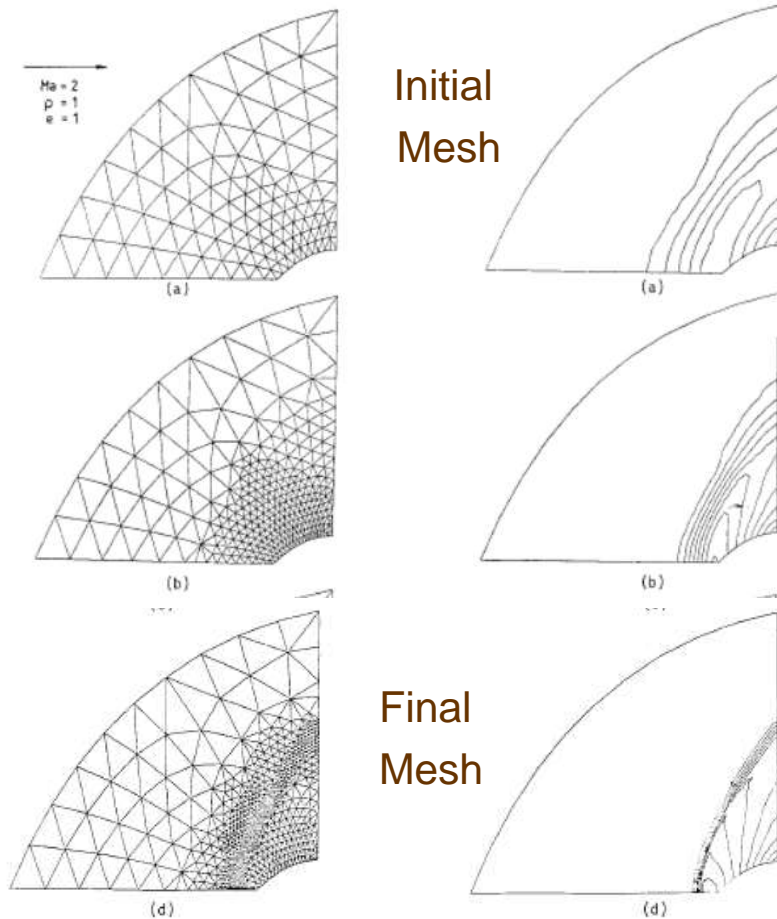 Ma = 2
ρ = 1
e = 1
Initial
Mesh
(a)
(a)
(b)
(b)
Final
Mesh
(d)
(d)